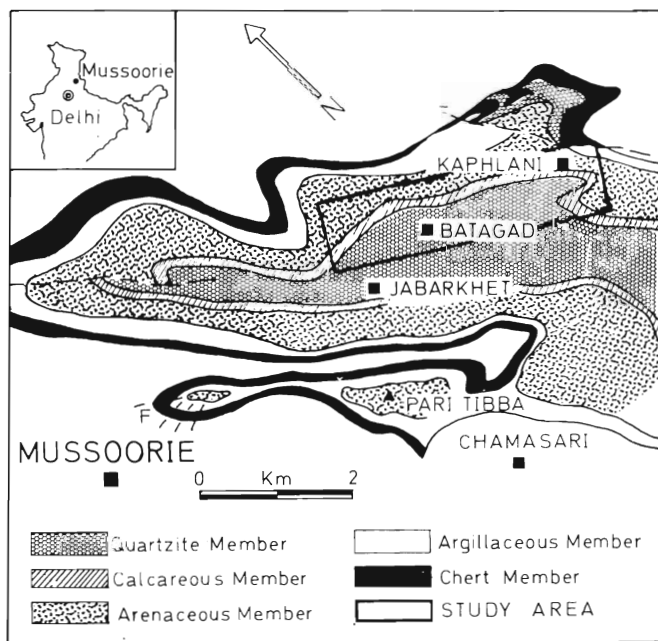 Mussoorie
Delhi
N
KAPHLANI
BATAGAD
JABARKHET
F
PARI TIBBA
MUSSOORIE
CHAMASARI
0 Km 2
Quartzite Member
Calcareous Member
Arenaceous Member
Argillaceous Member
Chert Member
STUDY AREA